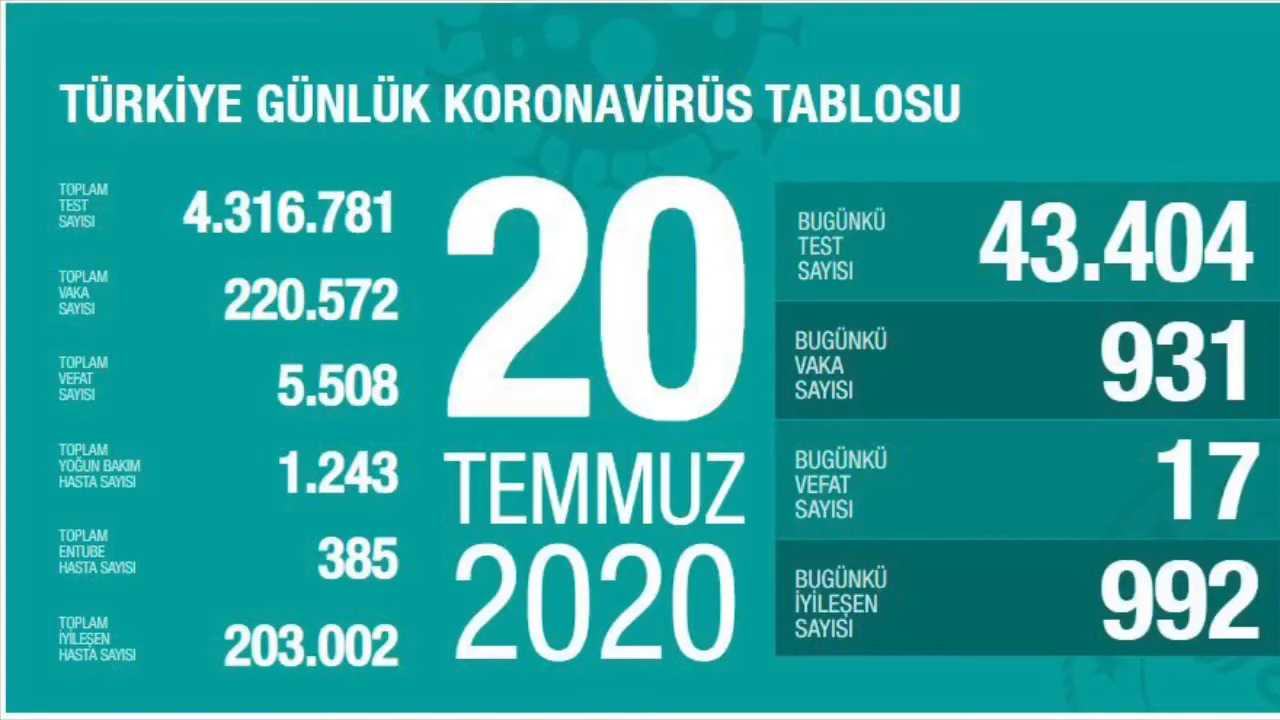 TÜRKİYE GÜNLÜK KORONAVİRÜS TABLOSU
TOPLAM
TEST
SAYISI
4.316.781
TOPLAM
VAKA
SAYISI
220.572
TOPLAM
VEFAT
SAYISI
5.508
TOPLAM
YOĞUN BAKIM
HASTA SAYISI
1.243
TOPLAM
ENTUBE
HASTA SAYISI
385
TOPLAM
İYİLEŞEN
HASTA SAYISI
203.002
20
TEMMUZ
2020
BUGÜNKÜ
TEST
SAYISI
43.404
BUGÜNKÜ
VAKA
SAYISI
931
BUGÜNKÜ
VEFAT
SAYISI
17
BUGÜNKÜ
İYİLEŞEN
SAYISI
992